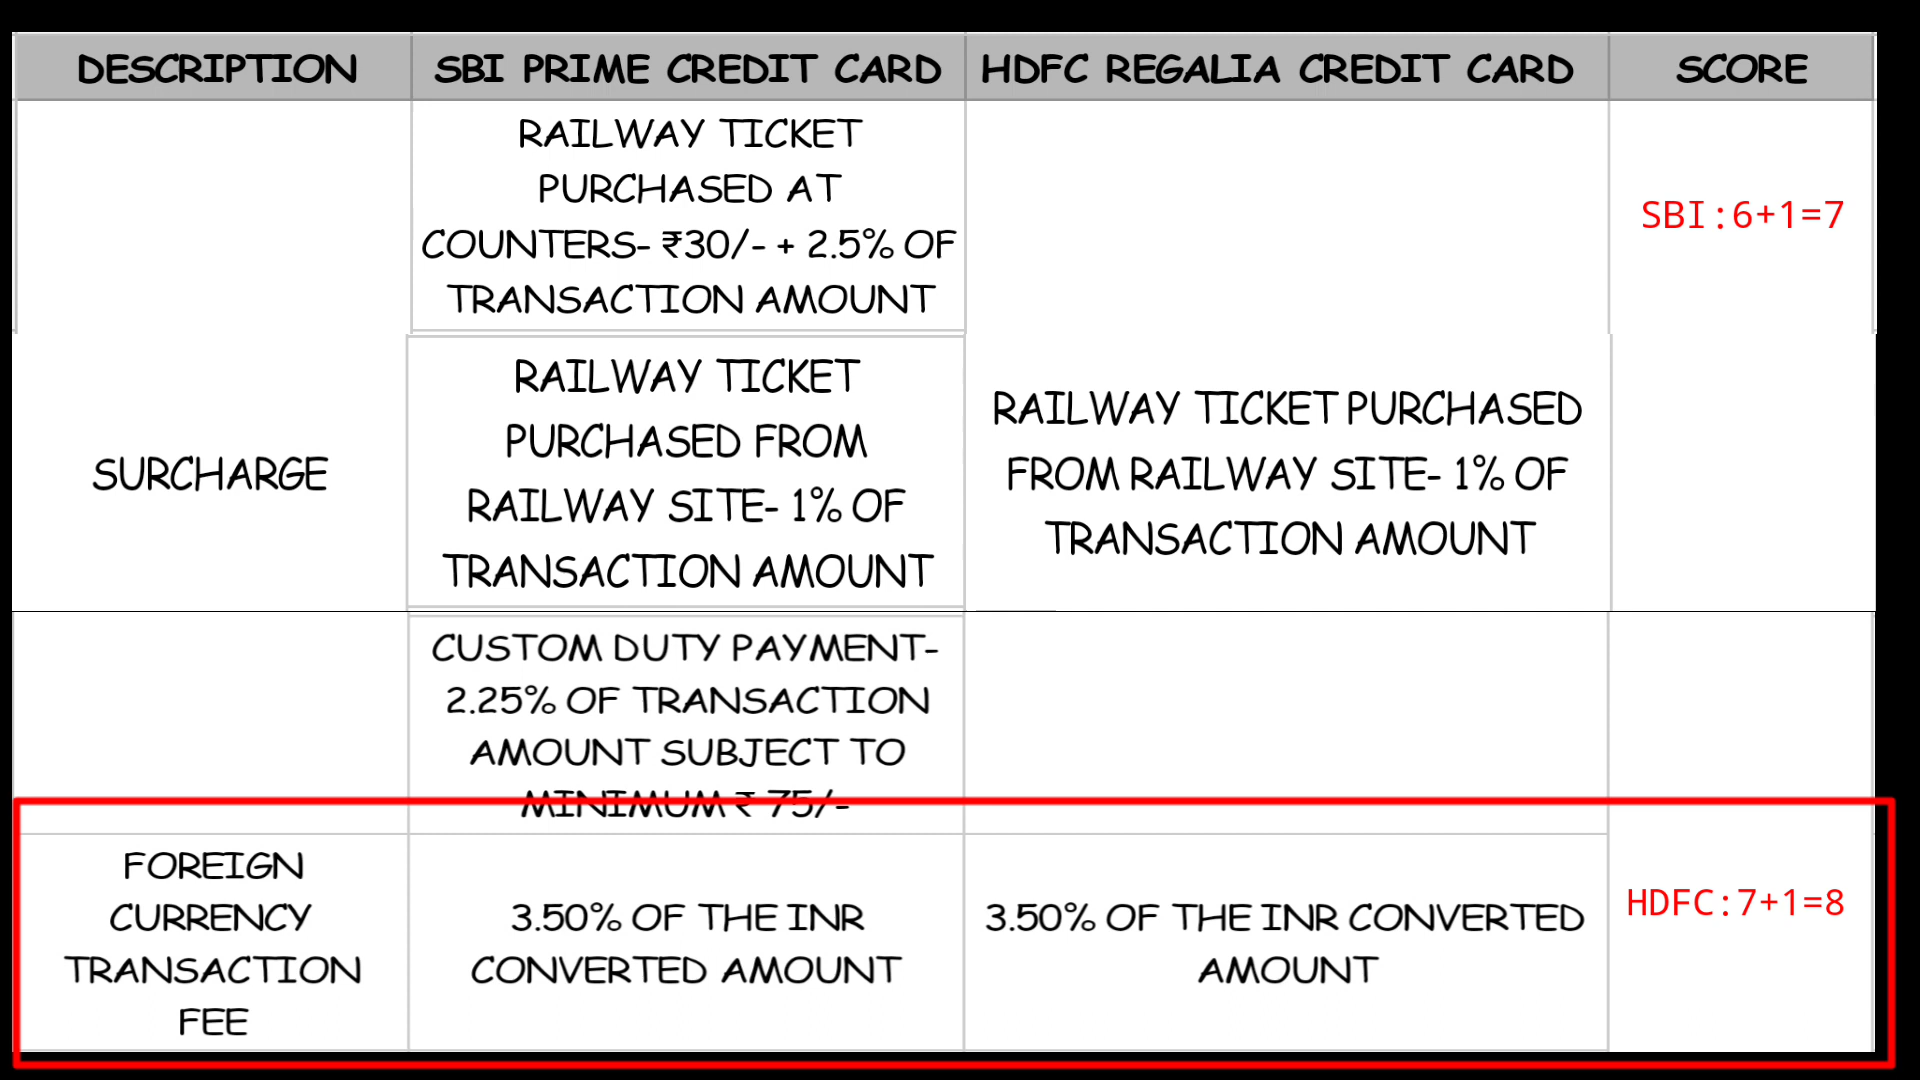 DESCRIPTION SBI PRIME CREDIT CARD HDFC REGALIA CREDIT CARD SCORE
RAILWAY TICKET
PURCHASED AT
COUNTERS- ₹30/- + 2.5% OF
TRANSACTION AMOUNT
SBI:6+1=7
SURCHARGE
RAILWAY TICKET
PURCHASED FROM
RAILWAY SITE- 1% OF
TRANSACTION AMOUNT
RAILWAY TICKET PURCHASED
FROM RAILWAY SITE- 1% OF
TRANSACTION AMOUNT
CUSTOM DUTY PAYMENT-
2.25% OF TRANSACTION
AMOUNT SUBJECT TO
MINIMUM ₹ 75/-
FOREIGN
CURRENCY
TRANSACTION
FEE
3.50% OF THE INR
CONVERTED AMOUNT
3.50% OF THE INR CONVERTED
AMOUNT
HDFC:7+1=8